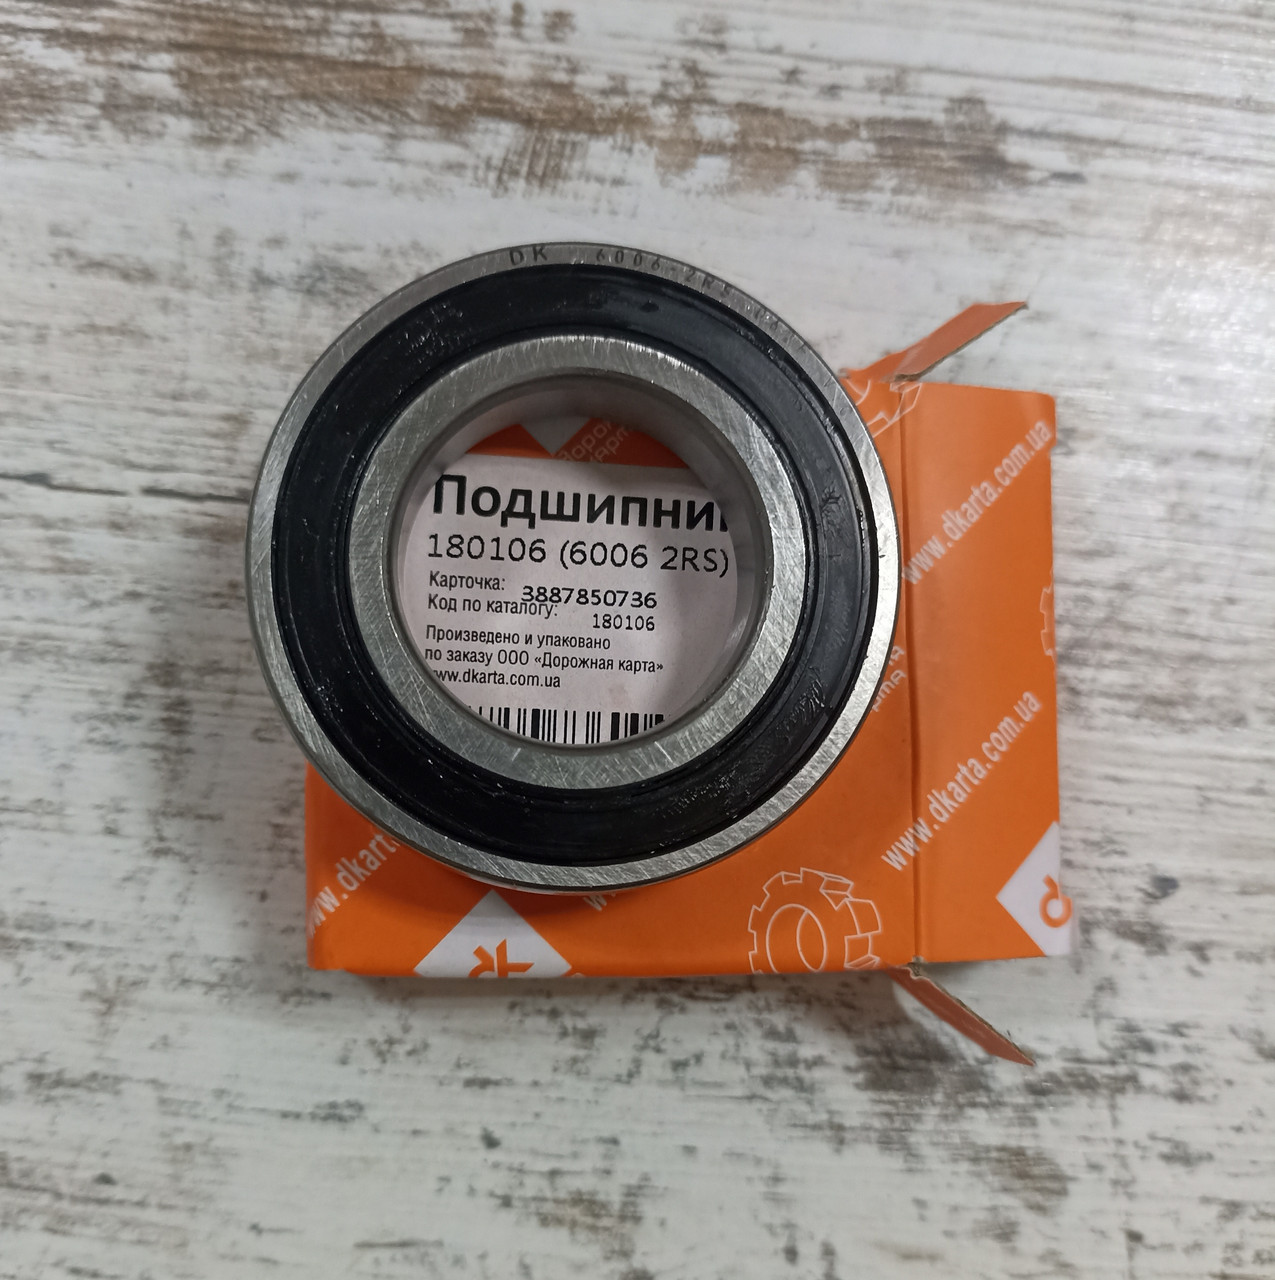 DK 6006-2RS
Подшипни
180106 (6006 2RS)
Карточка: 3887850736
Код по каталогу: 180106
Произведено и упаковано
по заказу ООО «Дорожная карта»
www.dkarta.com.ua
www.dkarta.com.ua
www.dkarta.com.ua
www.dkarta